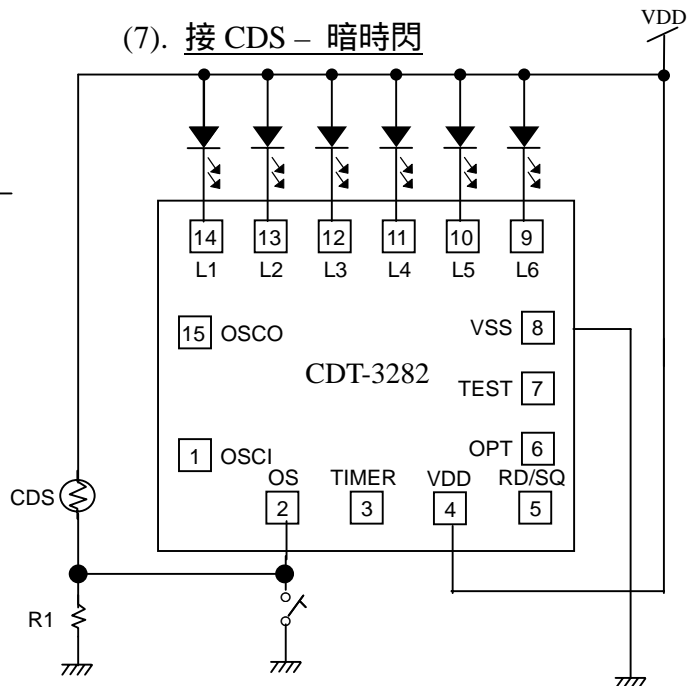 VDD
(7). 接 CDS – 暗時閃
14 13 12 11 10 9
L1 L2 L3 L4 L5 L6
15 OSCO
VSS 8
CDT-3282
TEST 7
1 OSCI
OPT 6
OS TIMER VDD RD/SQ
2 3 4 5
CDS
R1